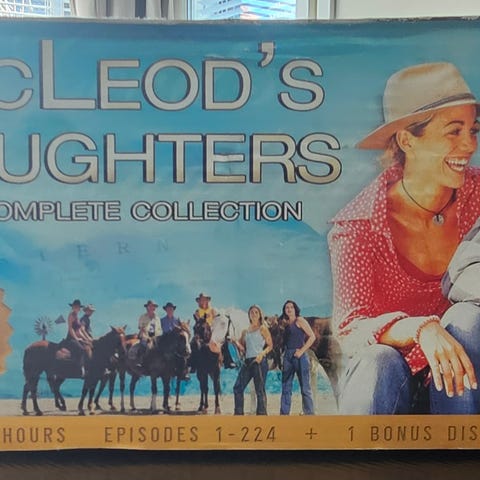 cLEOD'S
UGHTERS
OMPLETE COLLECTION
HOURS EPISODES 1-224 + 1 BONUS DIS